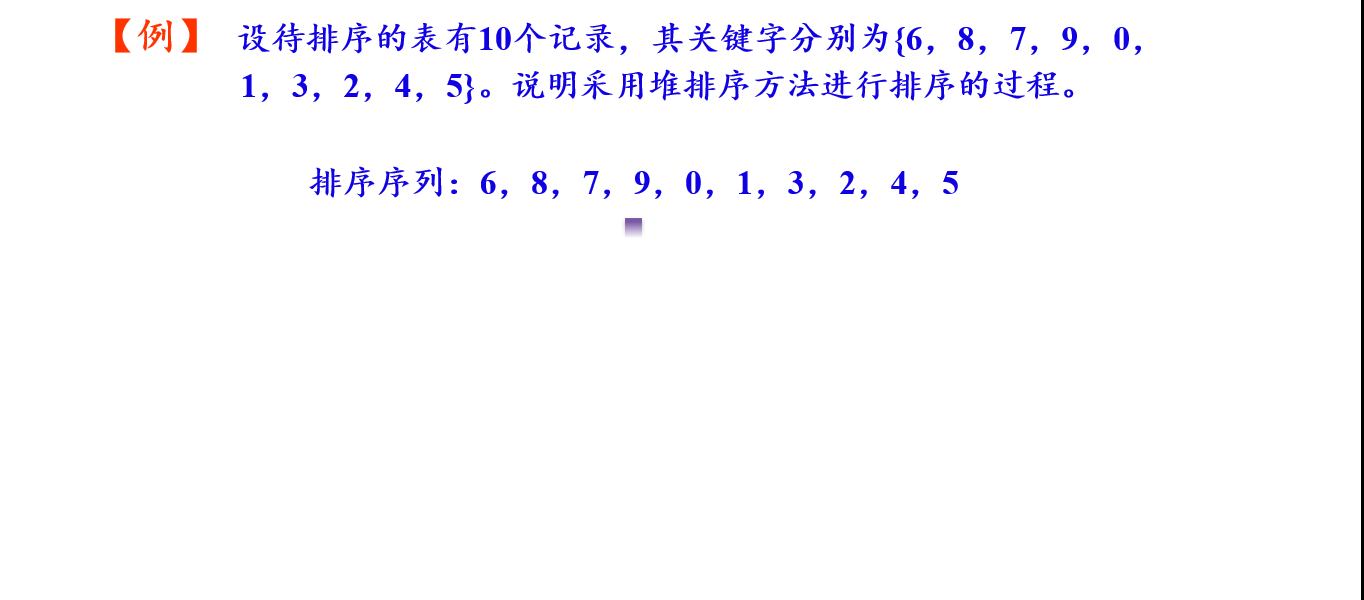 【例】 设待排序的表有10个记录，其关键字分别为{6，8，7，9，0，
1，3，2，4，5}。说明采用堆排序方法进行排序的过程。
排序序列：6，8，7，9，0，1，3，2，4，5